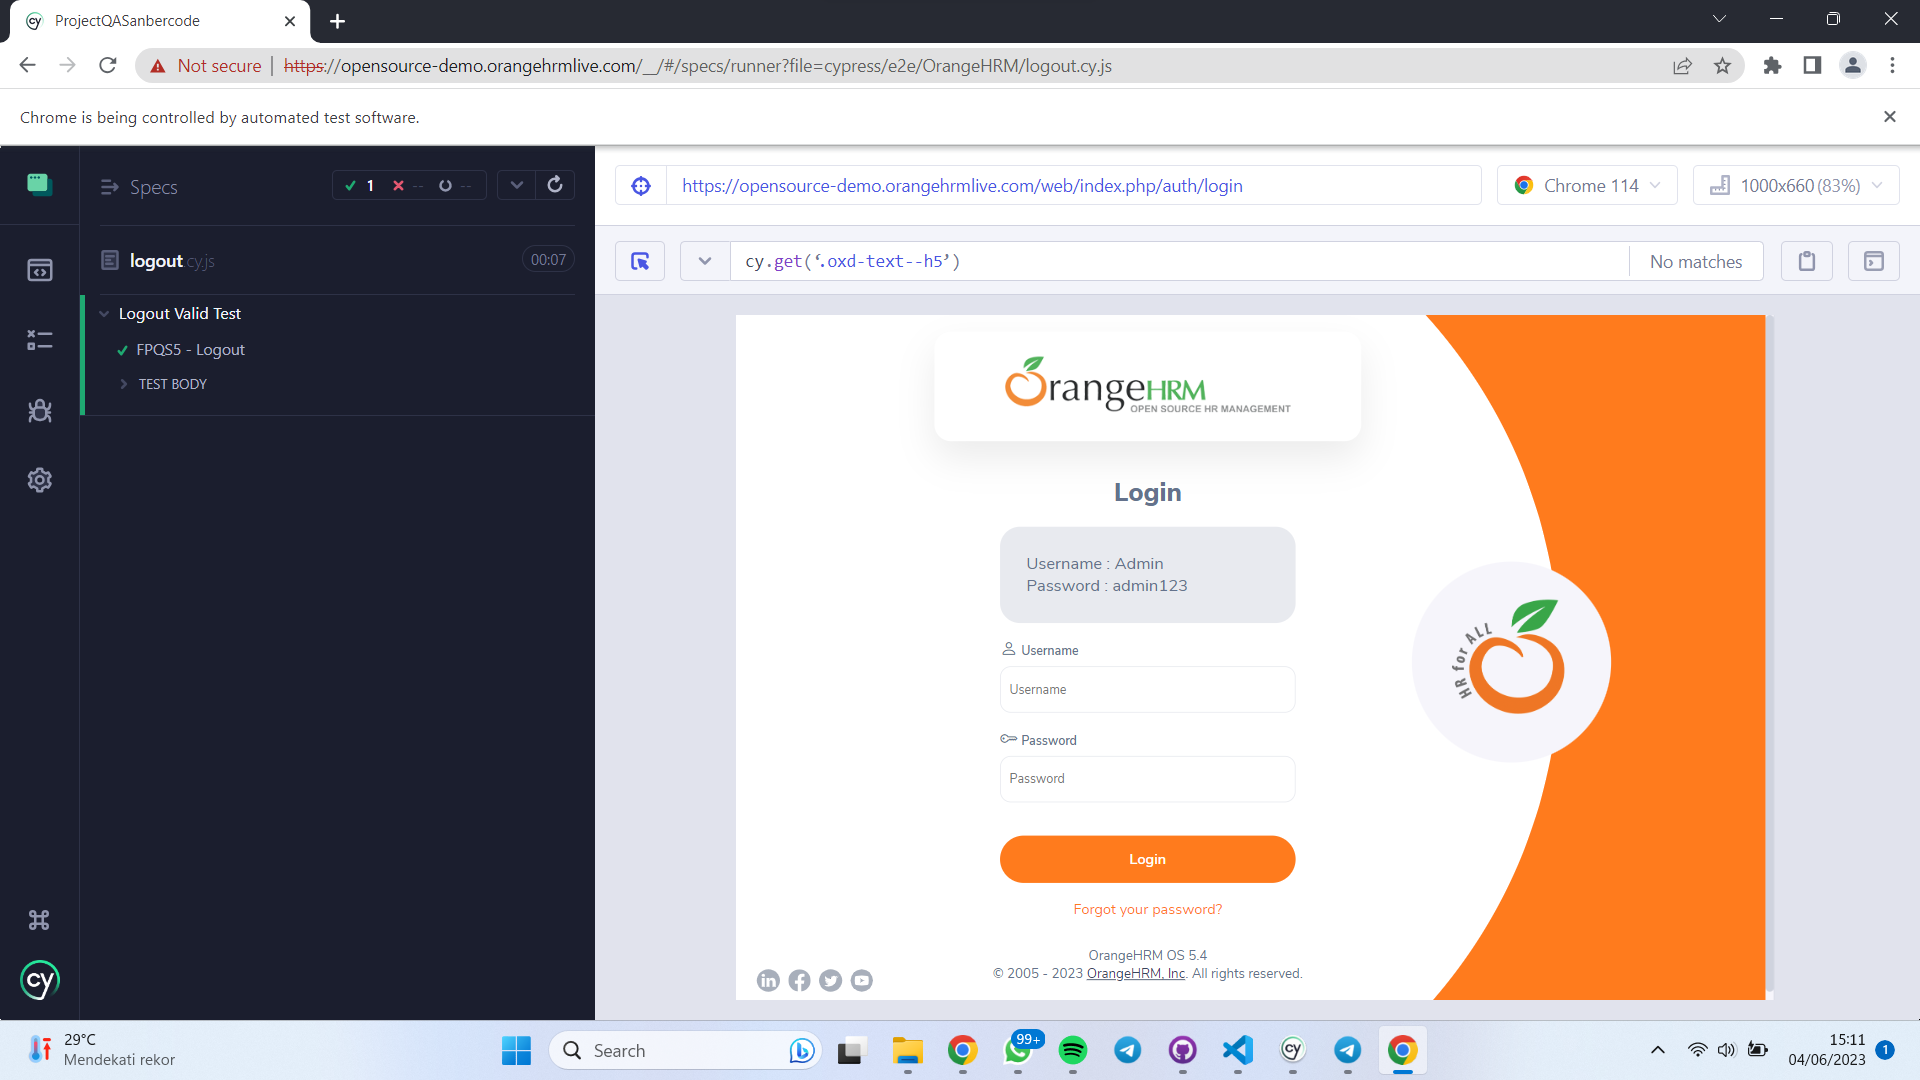 ProjectQASanbercode
Not secure | https://opensource-demo.orangehrmlive.com/__/#/specs/runner?file=cypress/e2e/OrangeHRM/logout.cy.js
Chrome is being controlled by automated test software.
Specs
1 -- --
https://opensource-demo.orangehrmlive.com/web/index.php/auth/login
Chrome 114
1000x660 (83%)
logout cy.js
00:07
cy.get(‘.oxd-text--h5’)
No matches
Logout Valid Test
FPQS5 - Logout
TEST BODY
OrangeHRM
OPEN SOURCE HR MANAGEMENT
Login
Username : Admin
Password : admin123
Username
Username
Password
Password
HR for ALL
Login
Forgot your password?
OrangeHRM OS 5.4
© 2005 - 2023 OrangeHRM, Inc. All rights reserved.
cy
29°C
Mendekati rekor
Search
99+
cy
15:11
04/06/2023
1